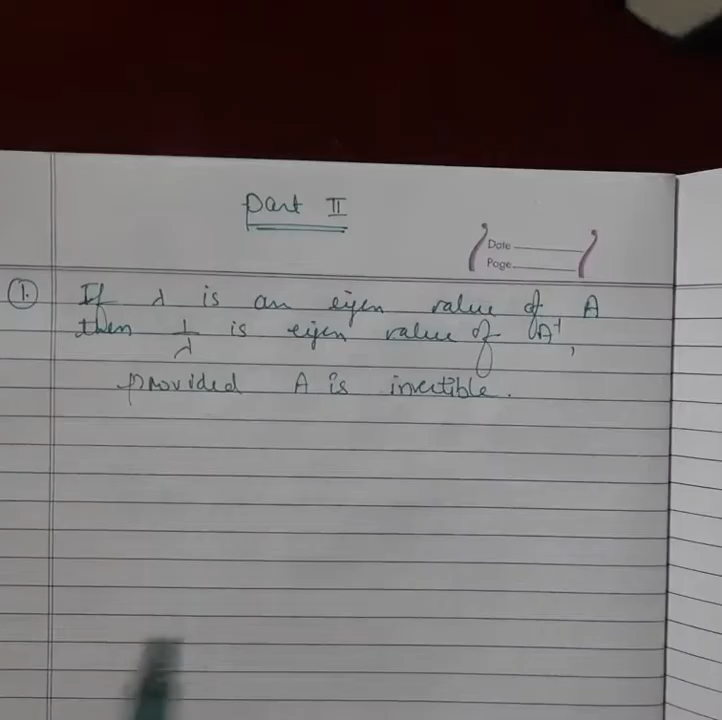 Part II
Date
Page
1. If λ is an eigen value of A
then 1/λ is eigen value of A⁻¹,
provided A is invertible.